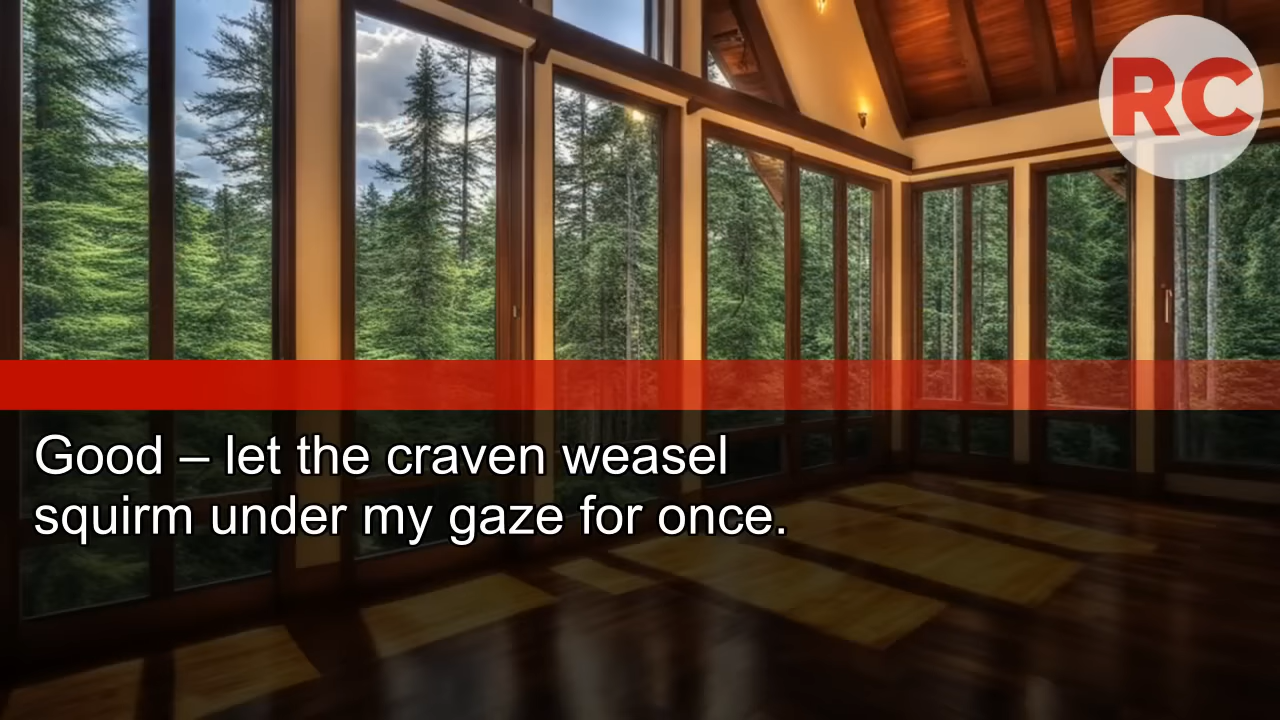 RC
Good – let the craven weasel
squirm under my gaze for once.